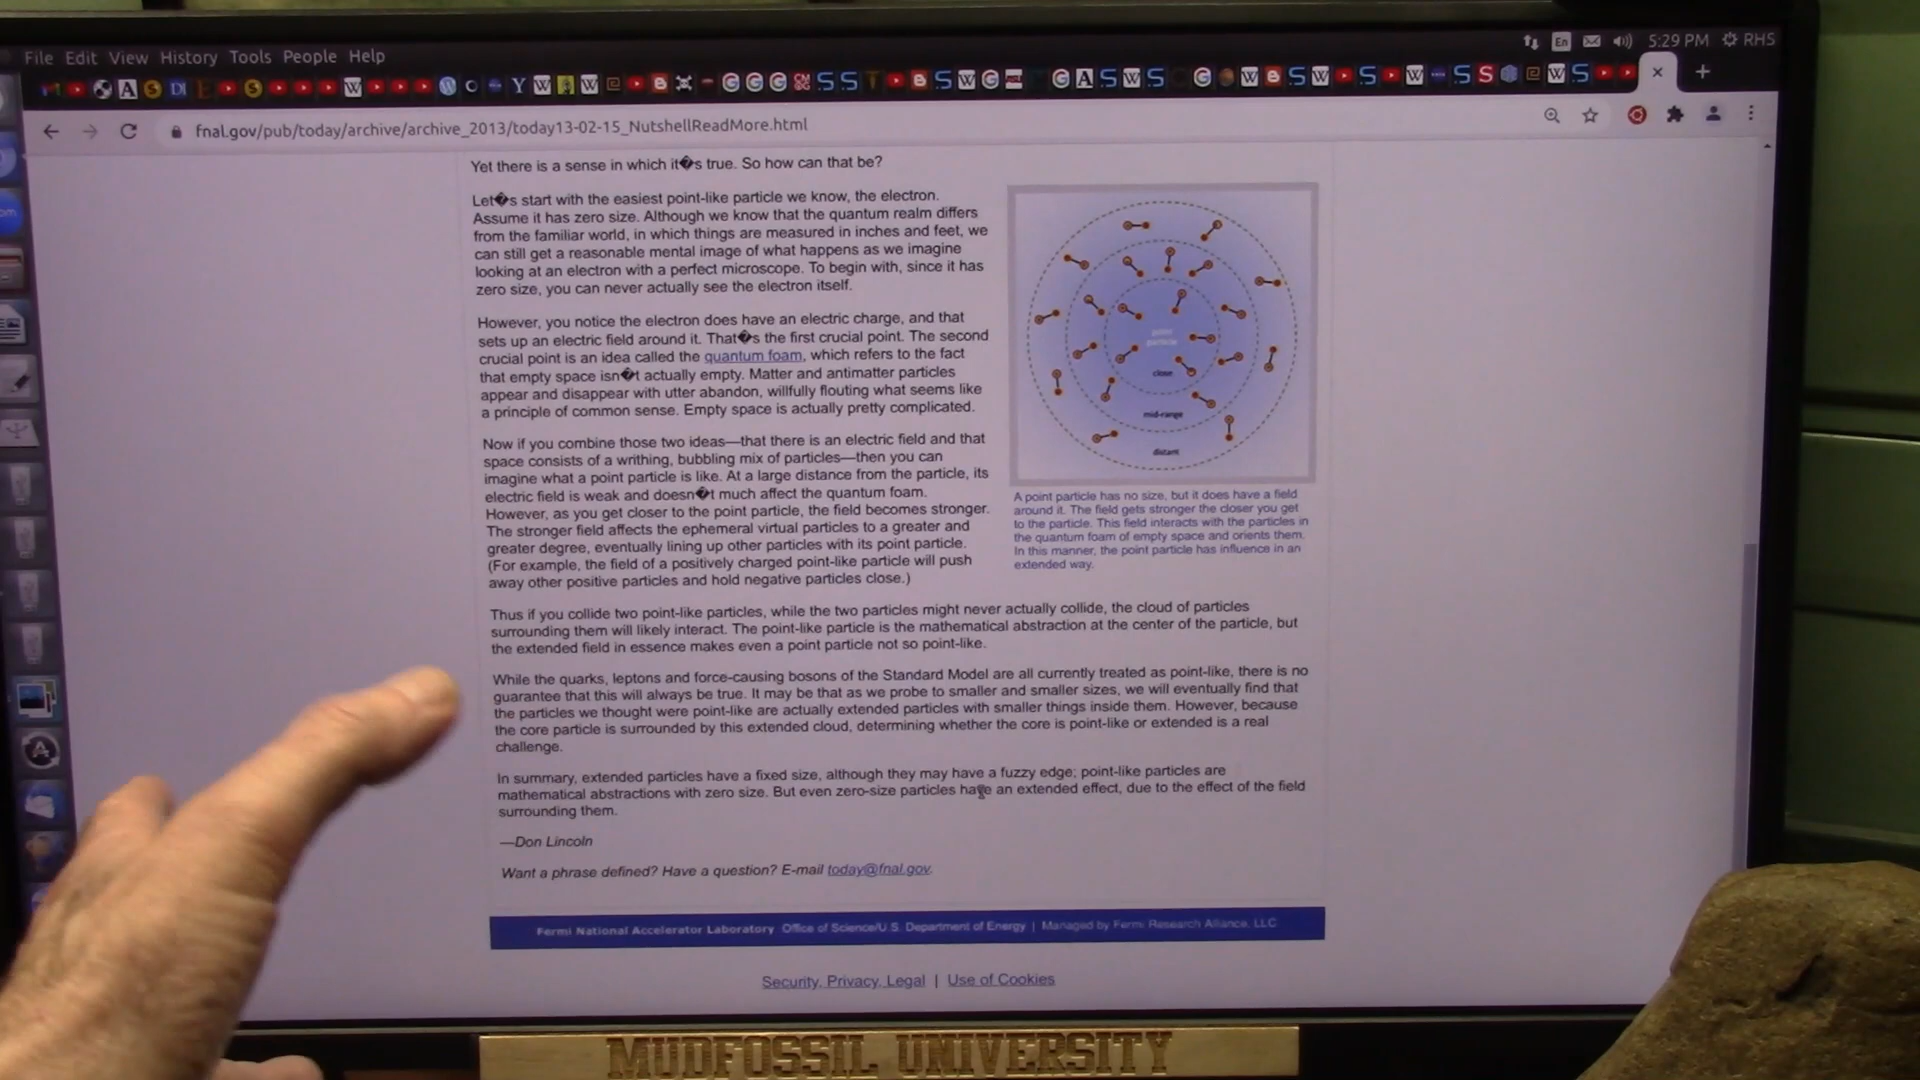 File Edit View History Tools People Help
En 5:29 PM RHS
fnal.gov/pub/today/archive/archive_2013/today13-02-15_NutshellReadMore.html
Yet there is a sense in which it�s true. So how can that be?
Let�s start with the easiest point-like particle we know, the electron.
Assume it has zero size. Although we know that the quantum realm differs
from the familiar world, in which things are measured in inches and feet, we
can still get a reasonable mental image of what happens as we imagine
looking at an electron with a perfect microscope. To begin with, since it has
zero size, you can never actually see the electron itself.
However, you notice the electron does have an electric charge, and that
sets up an electric field around it. That�s the first crucial point. The second
crucial point is an idea called the quantum foam, which refers to the fact
that empty space isn�t actually empty. Matter and antimatter particles
appear and disappear with utter abandon, willfully flouting what seems like
a principle of common sense. Empty space is actually pretty complicated.
Now if you combine those two ideas—that there is an electric field and that
space consists of a writhing, bubbling mix of particles—then you can
imagine what a point particle is like. At a large distance from the particle, its
electric field is weak and doesn�t much affect the quantum foam.
However, as you get closer to the point particle, the field becomes stronger.
The stronger field affects the ephemeral virtual particles to a greater and
greater degree, eventually lining up other particles with its point particle.
(For example, the field of a positively charged point-like particle will push
away other positive particles and hold negative particles close.)
point
particle
close
mid-range
distant
A point particle has no size, but it does have a field
around it. The field gets stronger the closer you get
to the particle. This field interacts with the particles in
the quantum foam of empty space and orients them.
In this manner, the point particle has influence in an
extended way.
Thus if you collide two point-like particles, while the two particles might never actually collide, the cloud of particles
surrounding them will likely interact. The point-like particle is the mathematical abstraction at the center of the particle, but
the extended field in essence makes even a point particle not so point-like.
While the quarks, leptons and force-causing bosons of the Standard Model are all currently treated as point-like, there is no
guarantee that this will always be true. It may be that as we probe to smaller and smaller sizes, we will eventually find that
the particles we thought were point-like are actually extended particles with smaller things inside them. However, because
the core particle is surrounded by this extended cloud, determining whether the core is point-like or extended is a real
challenge.
In summary, extended particles have a fixed size, although they may have a fuzzy edge; point-like particles are
mathematical abstractions with zero size. But even zero-size particles have an extended effect, due to the effect of the field
surrounding them.
—Don Lincoln
Want a phrase defined? Have a question? E-mail today@fnal.gov.
Fermi National Accelerator Laboratory Office of Science/U.S. Department of Energy | Managed by Fermi Research Alliance, LLC
Security, Privacy, Legal | Use of Cookies
MUDFOSSIL UNIVERSITY